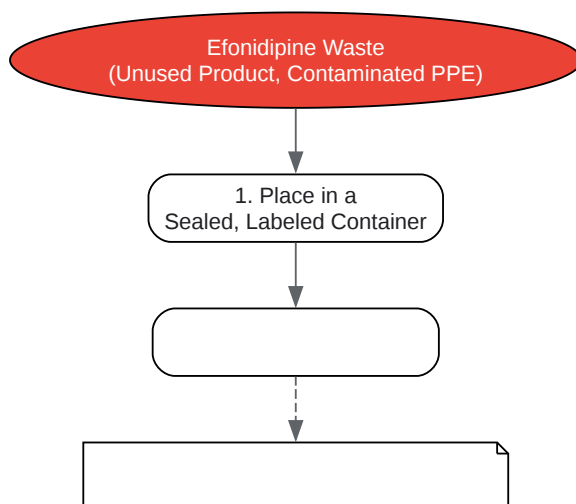 Efonidipine Waste
(Unused Product, Contaminated PPE)
1. Place in a
Sealed, Labeled Container